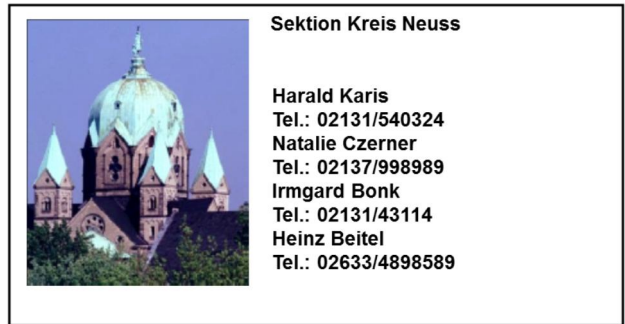 Sektion Kreis Neuss
Harald Karis
Tel.: 02131/540324
Natalie Czerner
Tel.: 02137/998989
Irmgard Bonk
Tel.: 02131/43114
Heinz Beitel
Tel.: 02633/4898589